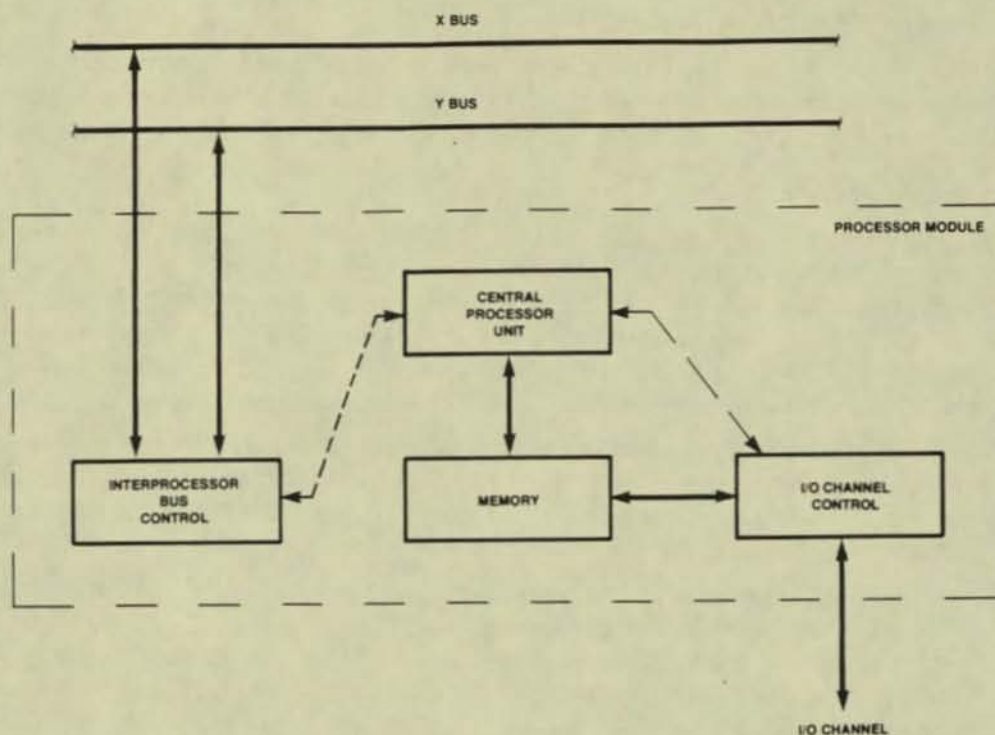 X BUS
Y BUS
PROCESSOR MODULE
CENTRAL
PROCESSOR
UNIT
INTERPROCESSOR
BUS
CONTROL
MEMORY
I/O CHANNEL
CONTROL
I/O CHANNEL